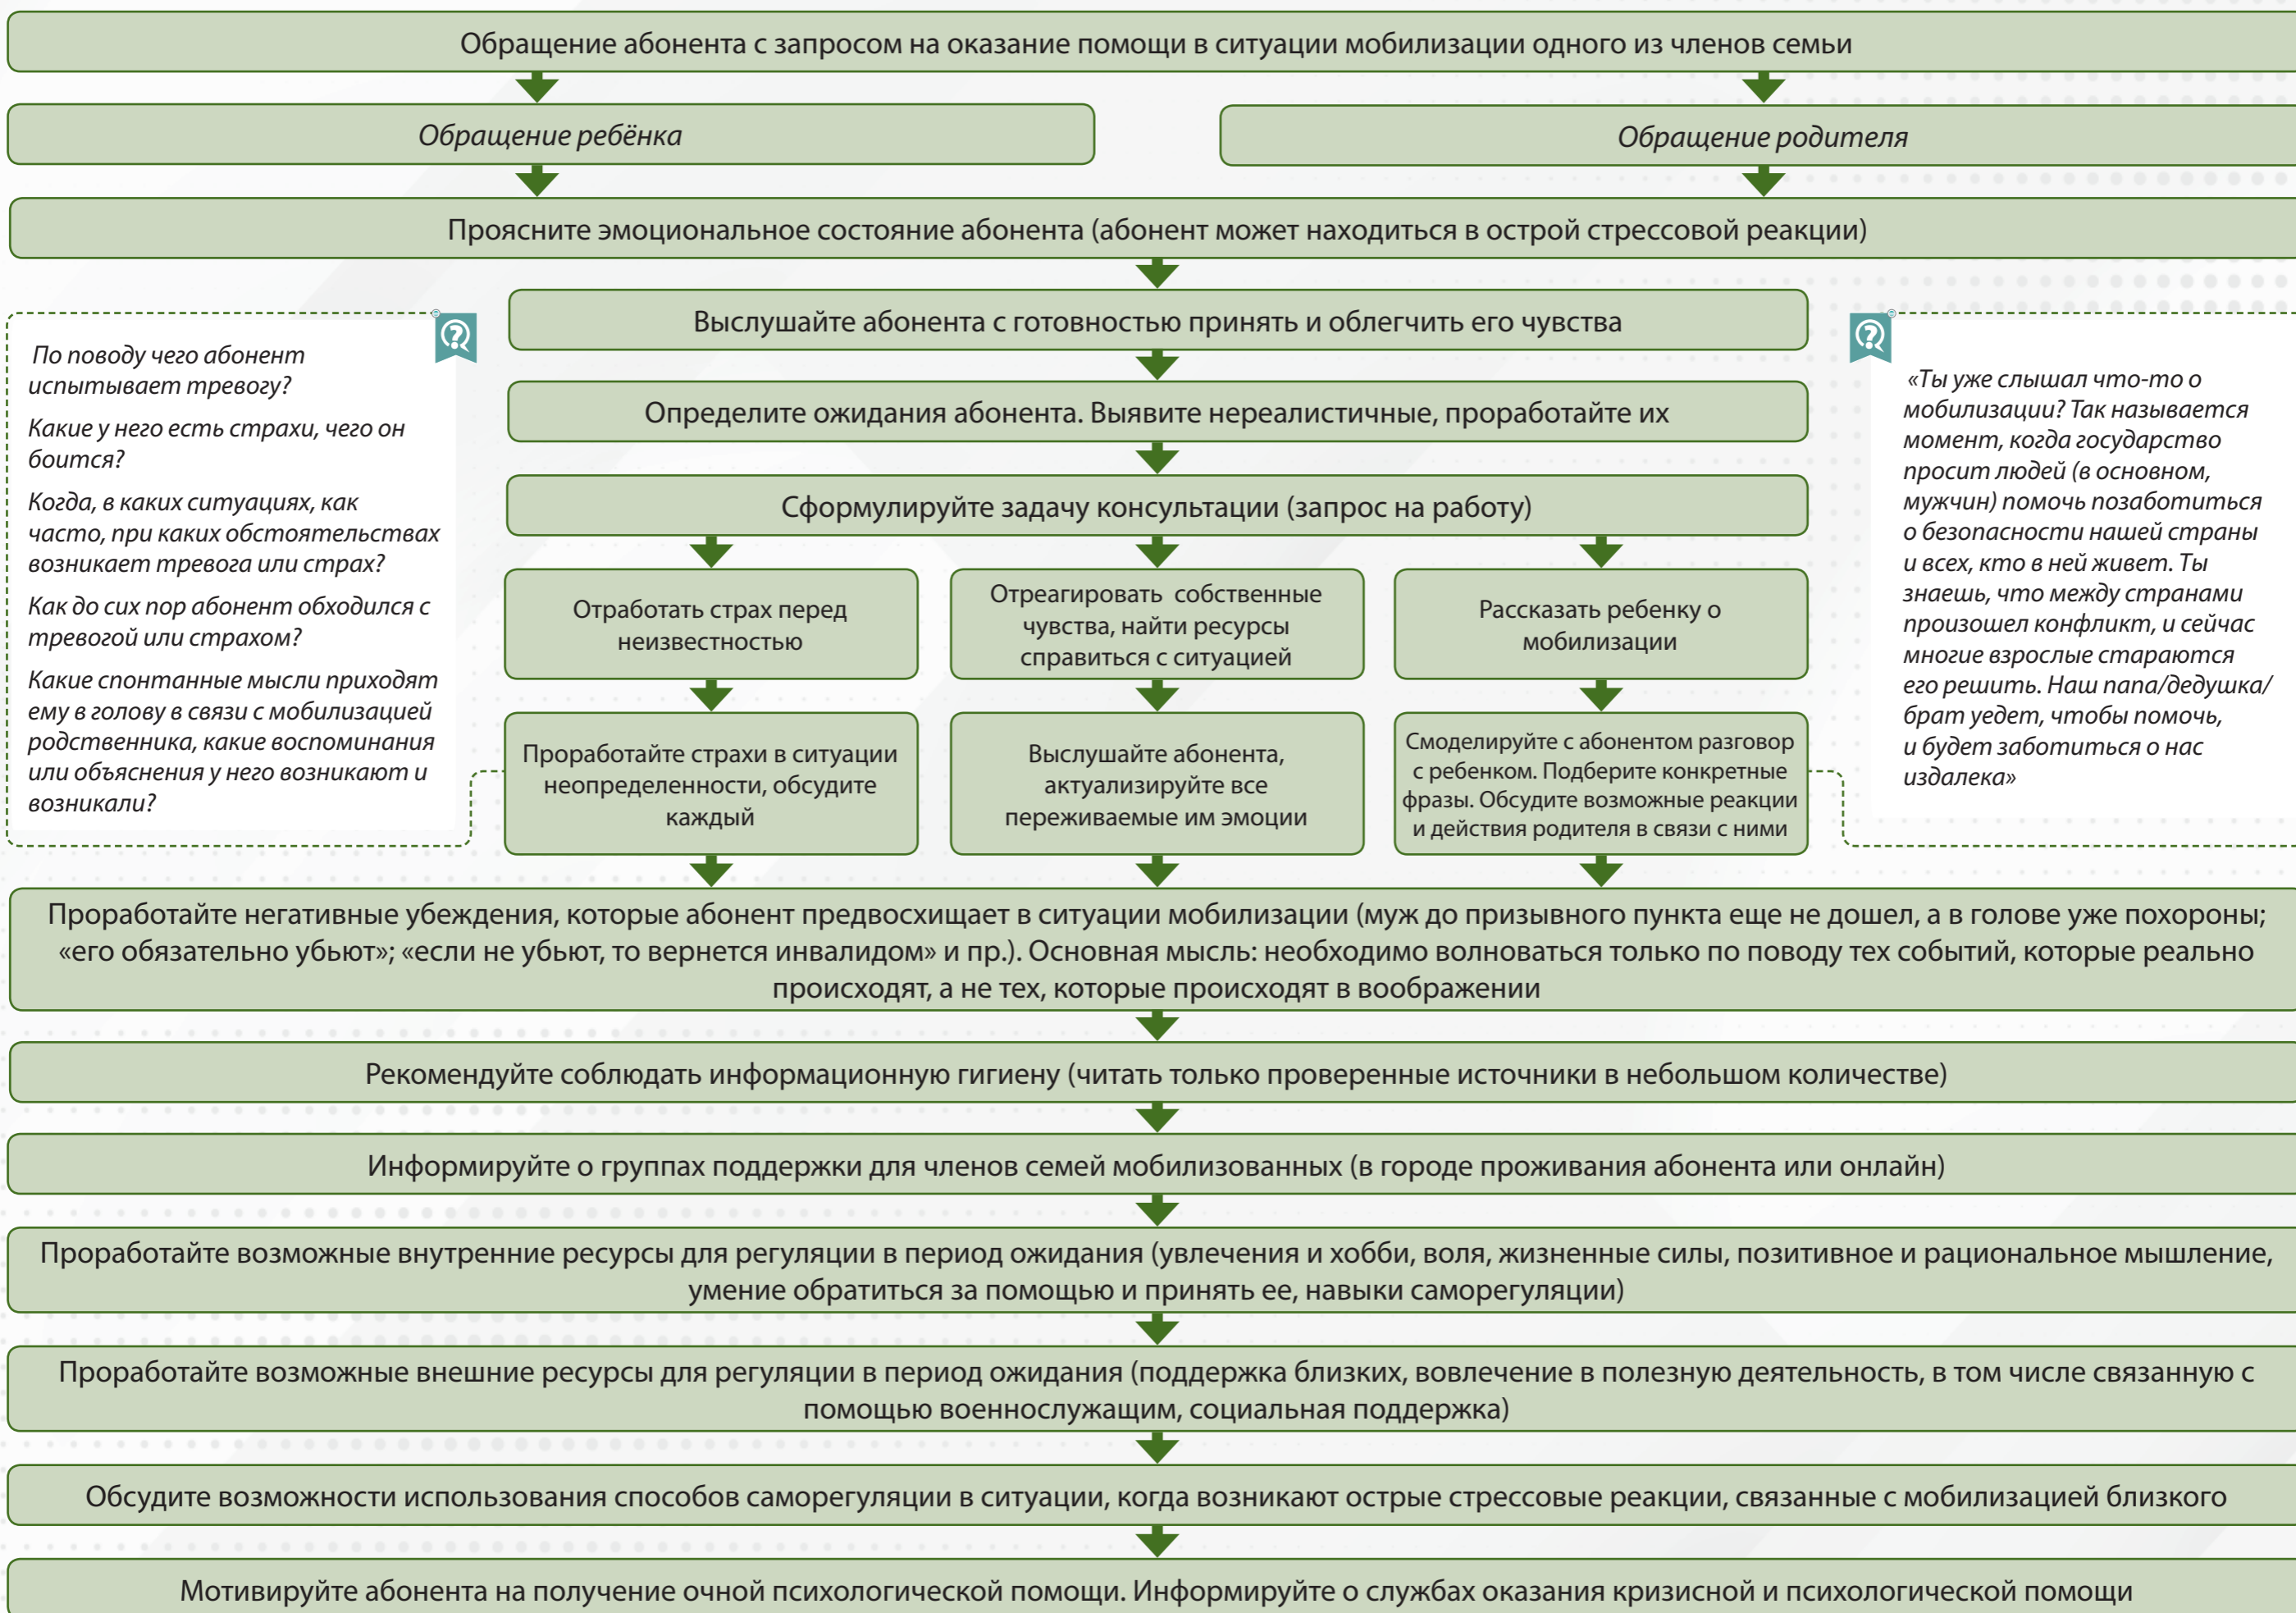 Обращение абонента с запросом на оказание помощи в ситуации мобилизации одного из членов семьи
Обращение ребёнка
Обращение родителя
Проясните эмоциональное состояние абонента (абонент может находиться в острой стрессовой реакции)
Выслушайте абонента с готовностью принять и облегчить его чувства
Определите ожидания абонента. Выявите нереалистичные, проработайте их
Сформулируйте задачу консультации (запрос на работу)
По поводу чего абонент
испытывает тревогу?
Какие у него есть страхи, чего он
боится?
Когда, в каких ситуациях, как
часто, при каких обстоятельствах
возникает тревога или страх?
Как до сих пор абонент обходился с
тревогой или страхом?
Какие спонтанные мысли приходят
ему в голову в связи с мобилизацией
родственника, какие воспоминания
или объяснения у него возникают и
возникали?
Отработать страх перед
неизвестностью
Отреагировать собственные
чувства, найти ресурсы
справиться с ситуацией
Рассказать ребенку о
мобилизации
Проработайте страхи в ситуации
неопределенности, обсудите
каждый
Выслушайте абонента,
актуализируйте все
переживаемые им эмоции
Смоделируйте с абонентом разговор
с ребенком. Подберите конкретные
фразы. Обсудите возможные реакции
и действия родителя в связи с ними
«Ты уже слышал что-то о
мобилизации? Так называется
момент, когда государство
просит людей (в основном,
мужчин) помочь позаботиться
о безопасности нашей страны
и всех, кто в ней живет. Ты
знаешь, что между странами
произошел конфликт, и сейчас
многие взрослые стараются
его решить. Наш папа/дедушка/
брат уедет, чтобы помочь,
и будет заботиться о нас
издалека»
Проработайте негативные убеждения, которые абонент предвосхищает в ситуации мобилизации (муж до призывного пункта еще не дошел, а в голове уже похороны;
«его обязательно убьют»; «если не убьют, то вернется инвалидом» и пр.). Основная мысль: необходимо волноваться только по поводу тех событий, которые реально
происходят, а не тех, которые происходят в воображении
Рекомендуйте соблюдать информационную гигиену (читать только проверенные источники в небольшом количестве)
Информируйте о группах поддержки для членов семей мобилизованных (в городе проживания абонента или онлайн)
Проработайте возможные внутренние ресурсы для регуляции в период ожидания (увлечения и хобби, воля, жизненные силы, позитивное и рациональное мышление,
умение обратиться за помощью и принять ее, навыки саморегуляции)
Проработайте возможные внешние ресурсы для регуляции в период ожидания (поддержка близких, вовлечение в полезную деятельность, в том числе связанную с
помощью военнослужащим, социальная поддержка)
Обсудите возможности использования способов саморегуляции в ситуации, когда возникают острые стрессовые реакции, связанные с мобилизацией близкого
Мотивируйте абонента на получение очной психологической помощи. Информируйте о службах оказания кризисной и психологической помощи